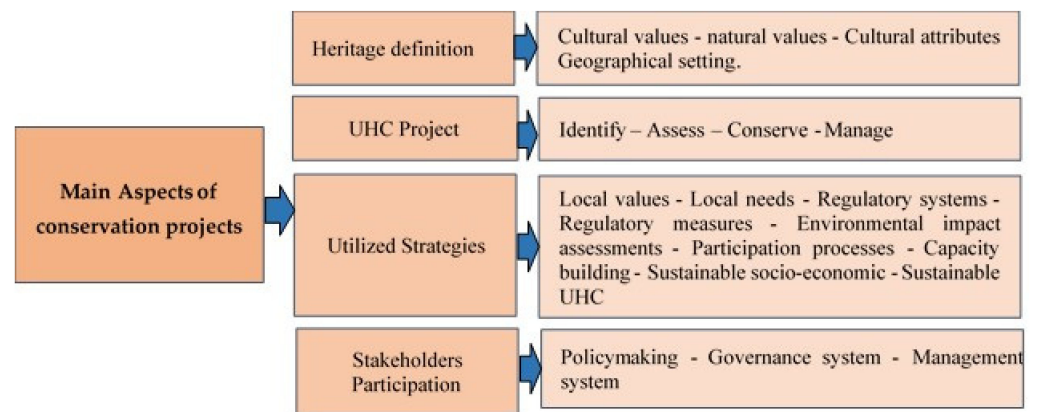 Main Aspects of
conservation projects
Heritage definition
Cultural values - natural values - Cultural attributes
Geographical setting.
UHC Project
Identify – Assess – Conserve - Manage
Utilized Strategies
Local values - Local needs - Regulatory systems -
Regulatory measures - Environmental impact
assessments - Participation processes - Capacity
building - Sustainable socio-economic - Sustainable
UHC
Stakeholders
Participation
Policymaking - Governance system - Management
system